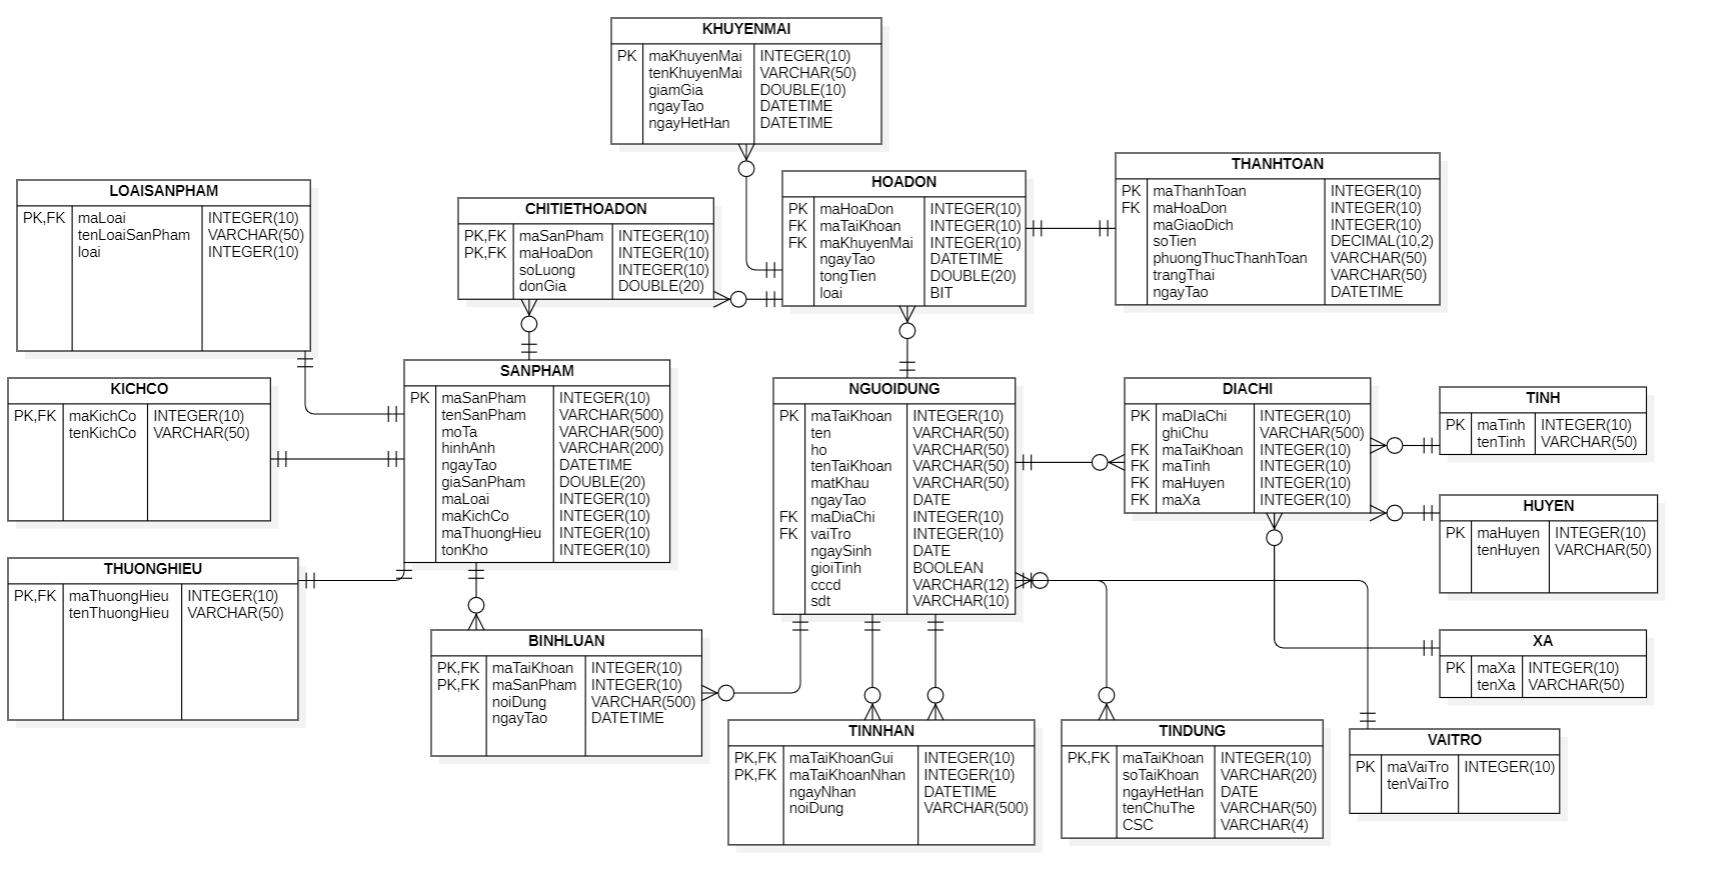 KHUYENMAI
PK maKhuyenMai INTEGER(10)
tenKhuyenMai VARCHAR(50)
giamGia DOUBLE(10)
ngayTao DATETIME
ngayHetHan DATETIME
THANHTOAN
PK maThanhToan INTEGER(10)
FK maHoaDon INTEGER(10)
maGiaoDich INTEGER(10)
soTien DECIMAL(10,2)
phuongThucThanhToan VARCHAR(50)
trangThai VARCHAR(50)
ngayTao DATETIME
HOADON
PK maHoaDon INTEGER(10)
FK maTaiKhoan INTEGER(10)
FK maKhuyenMai INTEGER(10)
ngayTao DATETIME
tongTien DOUBLE(20)
loai BIT
LOAISANPHAM
PK,FK maLoai INTEGER(10)
tenLoaiSanPham VARCHAR(50)
loai INTEGER(10)
CHITIETHOADON
PK,FK maSanPham INTEGER(10)
PK,FK maHoaDon INTEGER(10)
soLuong INTEGER(10)
donGia DOUBLE(20)
SANPHAM
PK maSanPham INTEGER(10)
tenSanPham VARCHAR(500)
moTa VARCHAR(500)
hinhAnh VARCHAR(200)
ngayTao DATETIME
giaSanPham DOUBLE(20)
maLoai INTEGER(10)
maKichCo INTEGER(10)
maThuongHieu INTEGER(10)
tonKho INTEGER(10)
KICHCO
PK,FK maKichCo INTEGER(10)
tenKichCo VARCHAR(50)
NGUOIDUNG
PK maTaiKhoan INTEGER(10)
ten VARCHAR(50)
ho VARCHAR(50)
tenTaiKhoan VARCHAR(50)
matKhau VARCHAR(50)
ngayTao DATE
FK maDiaChi INTEGER(10)
FK vaiTro INTEGER(10)
ngaySinh DATE
gioiTinh BOOLEAN
cccd VARCHAR(12)
sdt VARCHAR(10)
DIACHI
PK maDIaChi INTEGER(10)
ghiChu VARCHAR(500)
FK maTaiKhoan INTEGER(10)
FK maTinh INTEGER(10)
FK maHuyen INTEGER(10)
FK maXa INTEGER(10)
TINH
PK maTinh INTEGER(10)
tenTinh VARCHAR(50)
HUYEN
PK maHuyen INTEGER(10)
tenHuyen VARCHAR(50)
THUONGHIEU
PK,FK maThuongHieu INTEGER(10)
tenThuongHieu VARCHAR(50)
BINHLUAN
PK,FK maTaiKhoan INTEGER(10)
PK,FK maSanPham INTEGER(10)
noiDung VARCHAR(500)
ngayTao DATETIME
XA
PK maXa INTEGER(10)
tenXa VARCHAR(50)
TINNHAN
PK,FK maTaiKhoanGui INTEGER(10)
PK,FK maTaiKhoanNhan INTEGER(10)
ngayNhan DATETIME
noiDung VARCHAR(500)
TINDUNG
PK,FK maTaiKhoan INTEGER(10)
soTaiKhoan VARCHAR(20)
ngayHetHan DATE
tenChuThe VARCHAR(50)
CSC VARCHAR(4)
VAITRO
PK maVaiTro INTEGER(10)
tenVaiTro